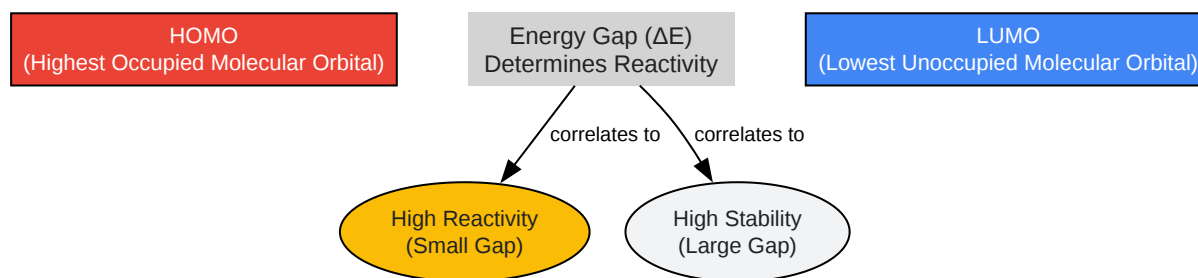 HOMO
(Highest Occupied Molecular Orbital)
Energy Gap (ΔE)
Determines Reactivity
LUMO
(Lowest Unoccupied Molecular Orbital)
correlates to
correlates to
High Reactivity
(Small Gap)
High Stability
(Large Gap)